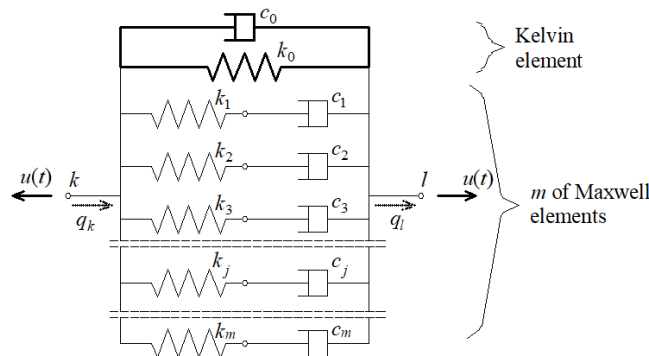 c₀
k₀
Kelvin
element
k₁ c₁
k₂ c₂
u(t) k l u(t)
k₃ c₃
qₖ qₗ
m of Maxwell
elements
kⱼ cⱼ
kₘ cₘ